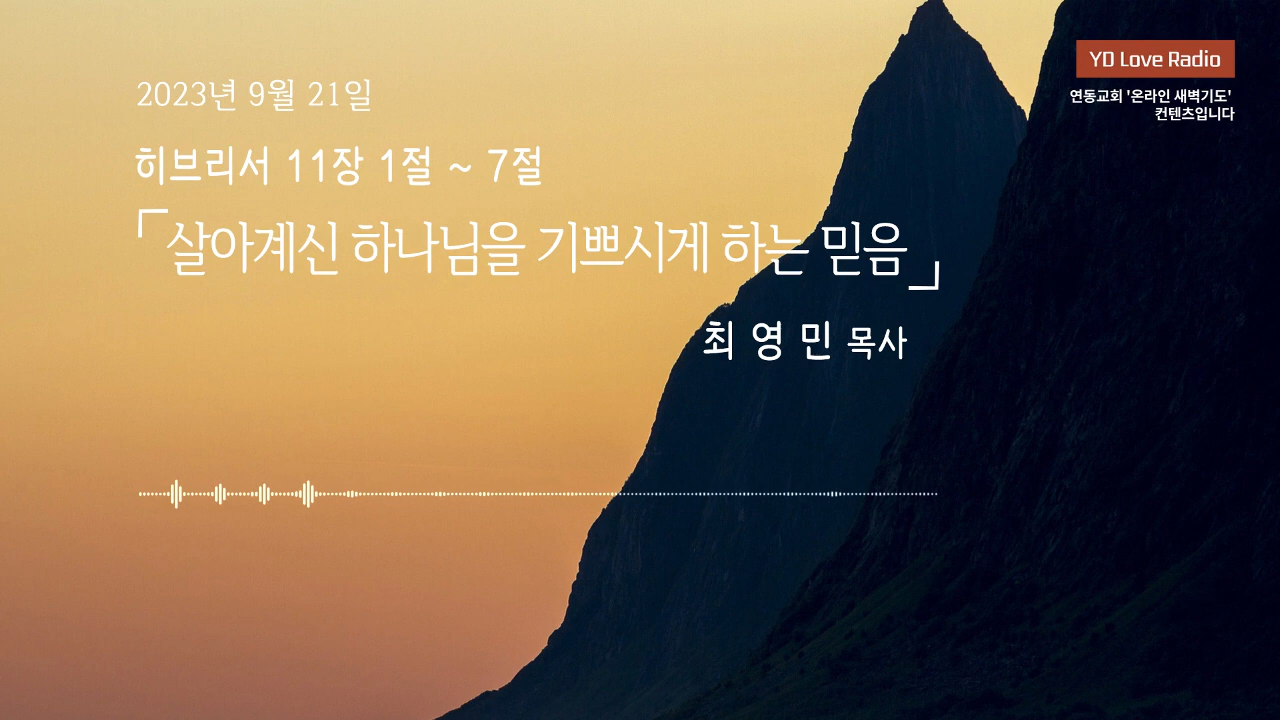 2023년 9월 21일
히브리서 11장 1절 ~ 7절
「살아계신 하나님을 기쁘시게 하는 믿음」
최 영 민 목사
YD Love Radio
연동교회 '온라인 새벽기도'
컨텐츠입니다